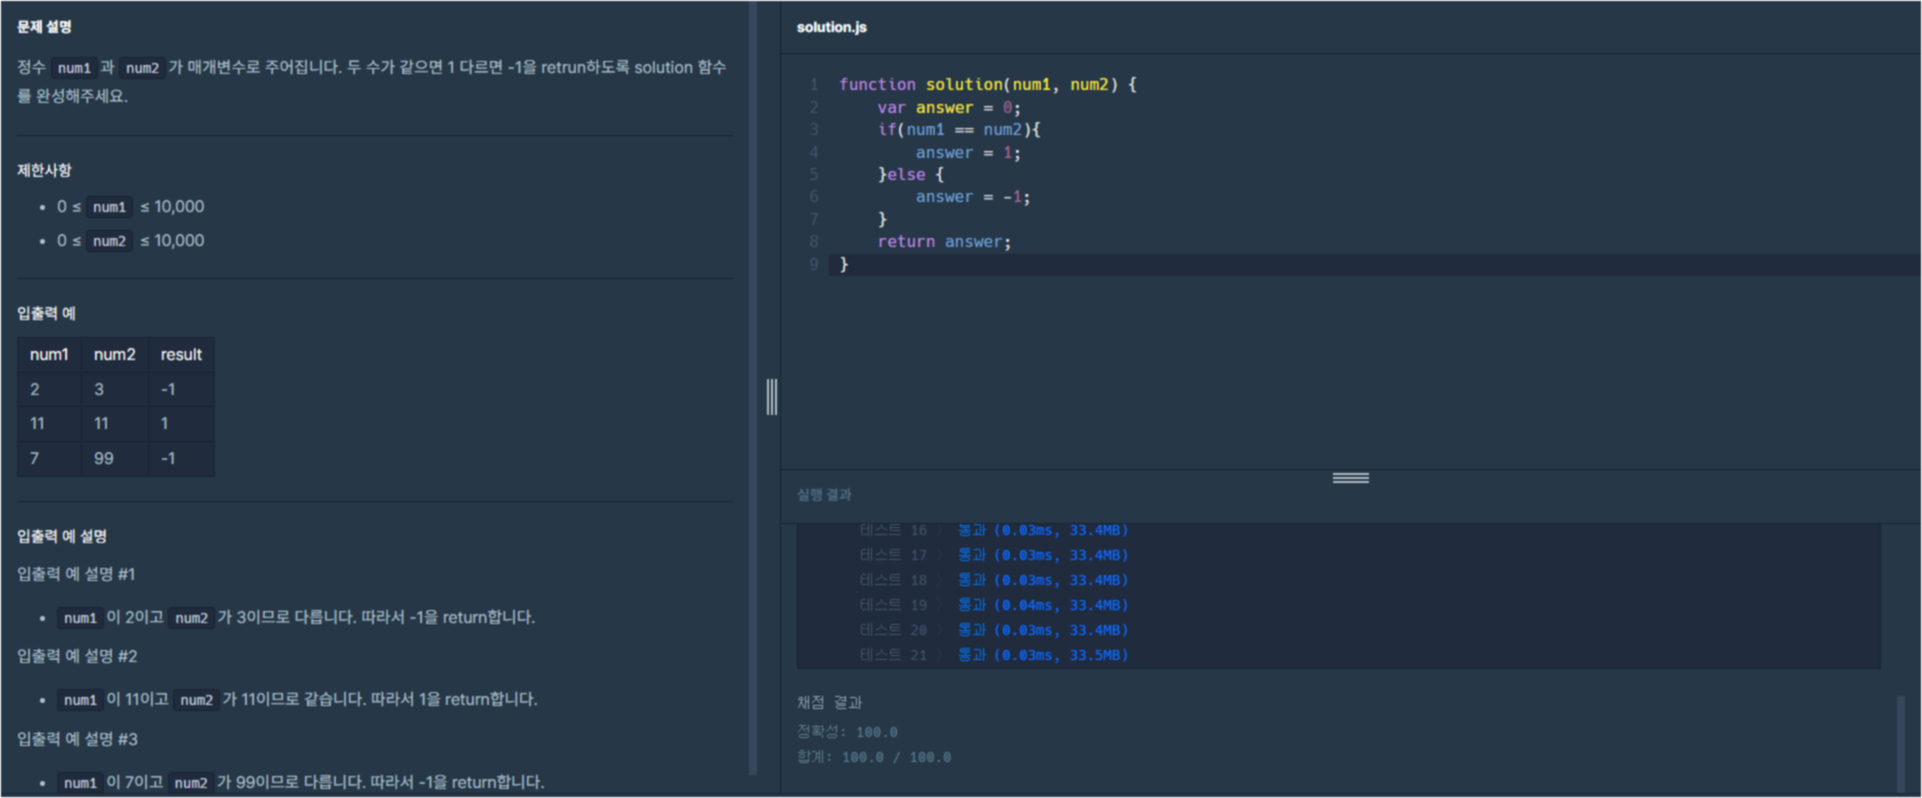 문제 설명
정수 num1 과 num2 가 매개변수로 주어집니다. 두 수가 같으면 1 다르면 -1을 retrun하도록 solution 함수
를 완성해주세요.
제한사항
• 0 ≤ num1 ≤ 10,000
• 0 ≤ num2 ≤ 10,000
입출력 예
num1 num2 result
2 3 -1
11 11 1
7 99 -1
입출력 예 설명
입출력 예 설명 #1
• num1 이 2이고 num2 가 3이므로 다릅니다. 따라서 -1을 return합니다.
입출력 예 설명 #2
• num1 이 11이고 num2 가 11이므로 같습니다. 따라서 1을 return합니다.
입출력 예 설명 #3
• num1 이 7이고 num2 가 99이므로 다릅니다. 따라서 -1을 return합니다.
solution.js
1 function solution(num1, num2) {
2     var answer = 0;
3     if(num1 == num2){
4         answer = 1;
5     }else {
6         answer = -1;
7     }
8     return answer;
9 }
실행 결과
테스트 16 〉 통과 (0.03ms, 33.4MB)
테스트 17 〉 통과 (0.03ms, 33.4MB)
테스트 18 〉 통과 (0.03ms, 33.4MB)
테스트 19 〉 통과 (0.04ms, 33.4MB)
테스트 20 〉 통과 (0.03ms, 33.4MB)
테스트 21 〉 통과 (0.03ms, 33.5MB)
채점 결과
정확성: 100.0
합계: 100.0 / 100.0